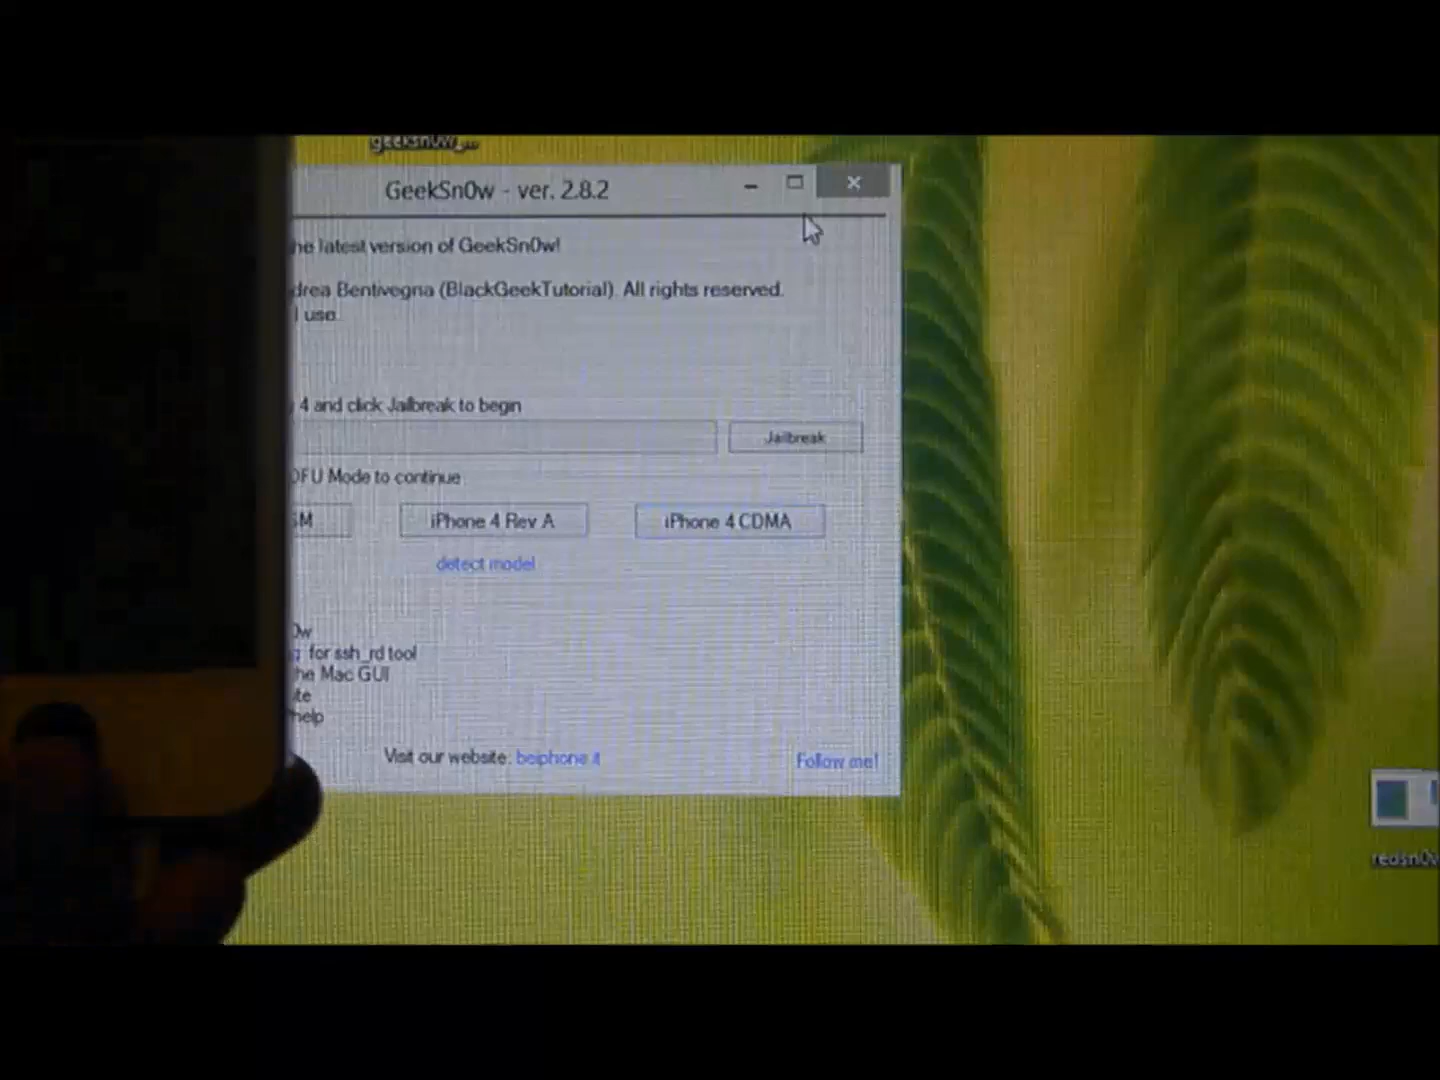 geeksn0w_...
GeekSn0w - ver. 2.8.2
he latest version of GeekSn0w!
drea Bentivegna (BlackGeekTutorial). All rights reserved.
l use.
4 and click Jailbreak to begin
Jailbreak
DFU Mode to continue
SM
iPhone 4 Rev A
iPhone 4 CDMA
detect model
0w
g for ssh_rd tool
he Mac GUI
ite
help
Visit our website: beiphone.it
Follow me!
redsn0w